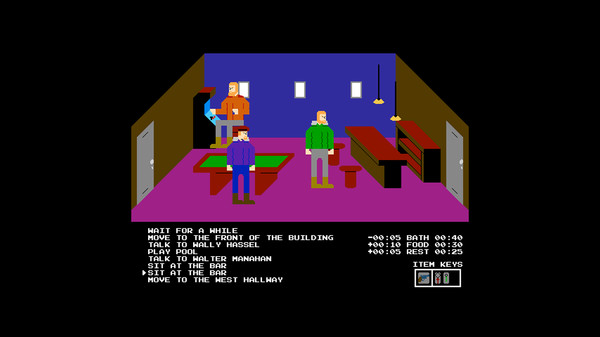 WAIT FOR A WHILE
MOVE TO THE FRONT OF THE BUILDING
TALK TO WALLY HASSEL
PLAY POOL
TALK TO WALTER MANAHAN
SIT AT THE BAR
SIT AT THE BAR
MOVE TO THE WEST HALLWAY
-00:05 BATH 00:40
+00:10 FOOD 00:30
+00:05 REST 00:25
ITEM KEYS